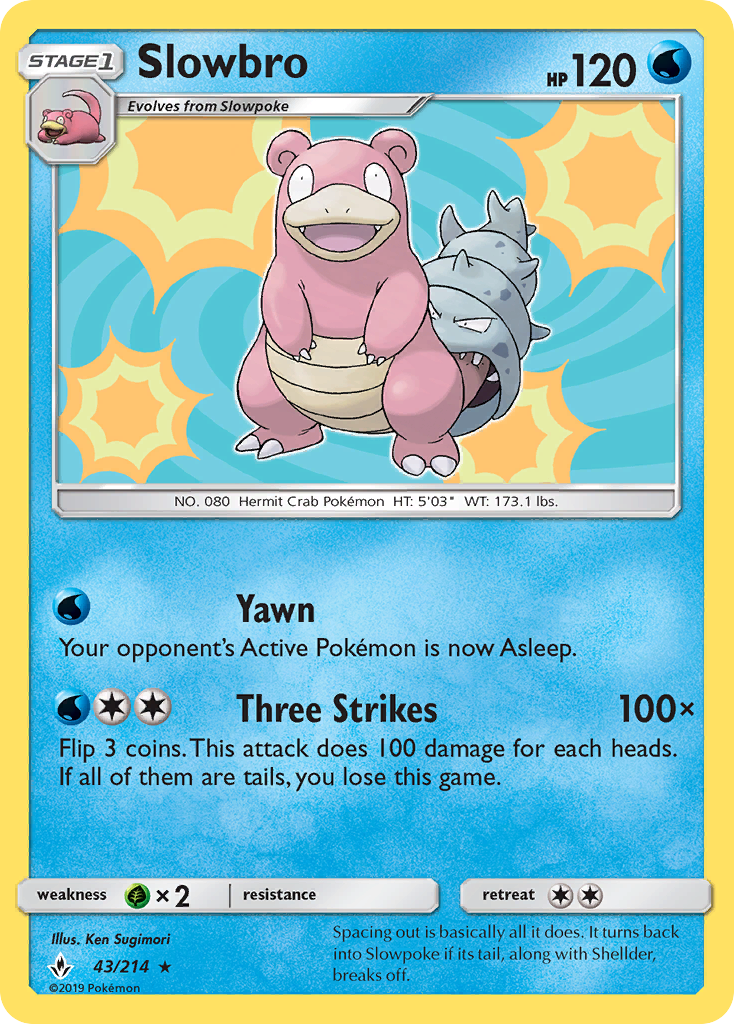 STAGE1
Slowbro
HP 120
Evolves from Slowpoke
NO. 080 Hermit Crab Pokémon HT: 5'03" WT: 173.1 lbs.
Yawn
Your opponent's Active Pokémon is now Asleep.
Three Strikes 100×
Flip 3 coins. This attack does 100 damage for each heads.
If all of them are tails, you lose this game.
weakness ×2 resistance retreat
Illus. Ken Sugimori
43/214 ★
©2019 Pokémon
Spacing out is basically all it does. It turns back
into Slowpoke if its tail, along with Shellder,
breaks off.